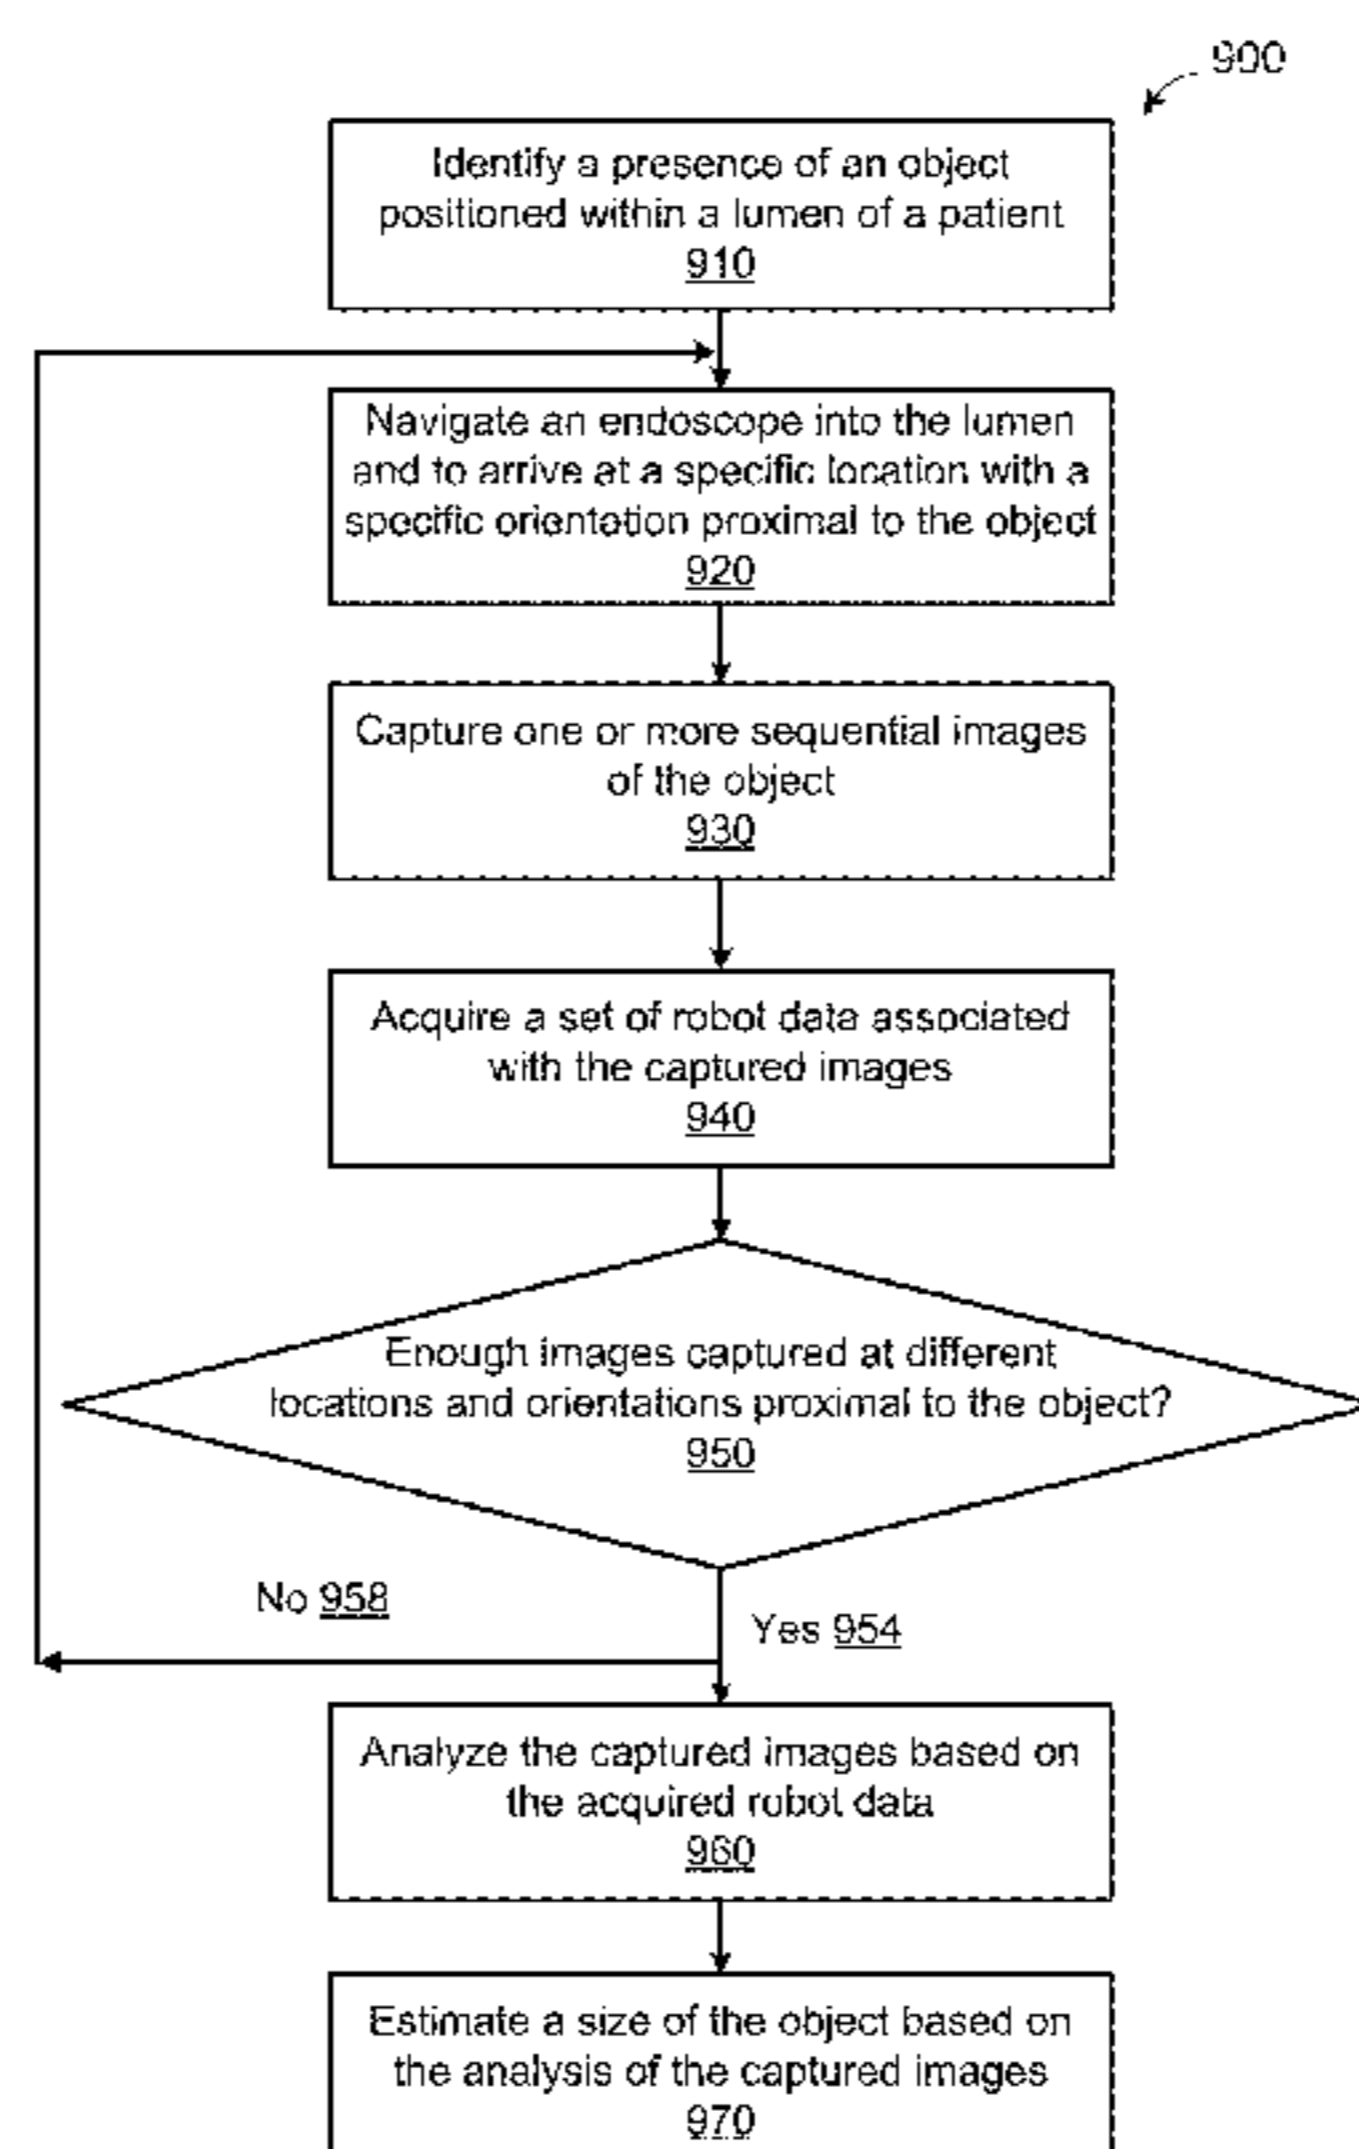 900
Identify a presence of an object
positioned within a lumen of a patient
910
Navigate an endoscope into the lumen
and to arrive at a specific location with a
specific orientation proximal to the object
920
Capture one or more sequential images
of the object
930
Acquire a set of robot data associated
with the captured images
940
Enough images captured at different
locations and orientations proximal to the object?
950
No 958
Yes 954
Analyze the captured images based on
the acquired robot data
960
Estimate a size of the object based on
the analysis of the captured images
970